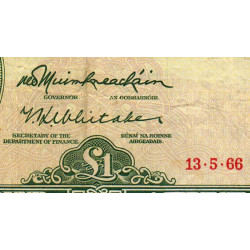 M Ó Muimhneacháin
GOVERNOR AN GOBHARNÓIR
T. K. Whitaker
SECRETARY OF THE RÚNAÍ NA ROINNE
DEPARTMENT OF FINANCE. AIRGEADAIS.
£1
13·5·66